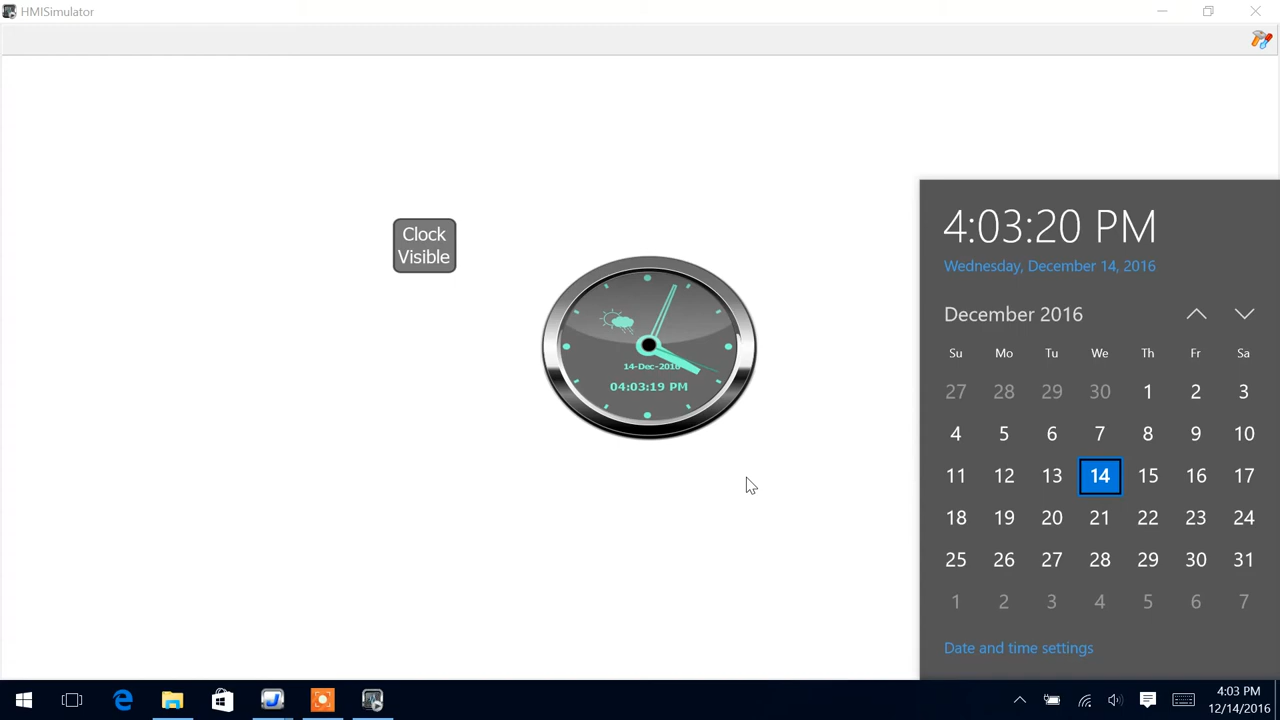 HMISimulator
Clock
Visible
14-Dec-2016
04:03:19 PM
4:03:20 PM
Wednesday, December 14, 2016
December 2016
Su Mo Tu We Th Fr Sa
27 28 29 30 1 2 3
4 5 6 7 8 9 10
11 12 13 14 15 16 17
18 19 20 21 22 23 24
25 26 27 28 29 30 31
1 2 3 4 5 6 7
Date and time settings
4:03 PM
12/14/2016